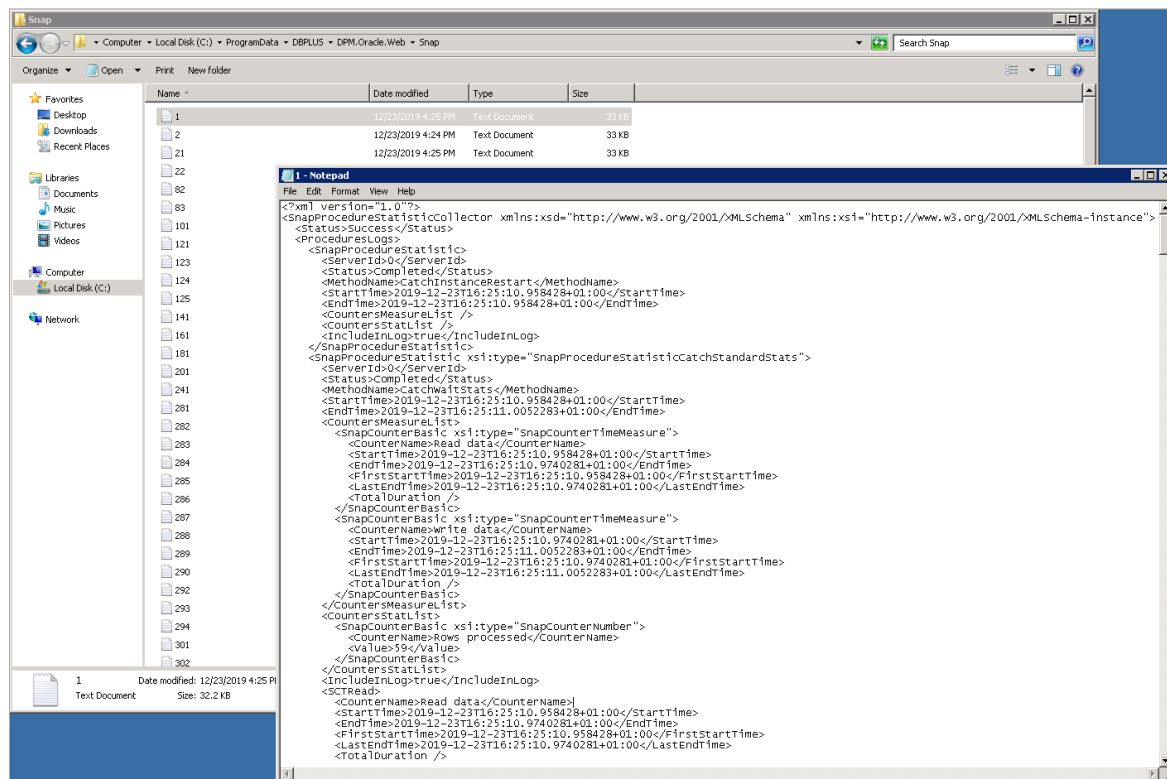 Snap
Computer Local Disk (C:) ProgramData DBPLUS DPM.Oracle.Web Snap
Search Snap
Organize Open Print New folder
Favorites
Desktop
Downloads
Recent Places
Libraries
Documents
Music
Pictures
Videos
Computer
Local Disk (C:)
Network
Name Date modified Type Size
1 12/23/2019 4:25 PM Text Document 33 KB
2 12/23/2019 4:24 PM Text Document 33 KB
21 12/23/2019 4:25 PM Text Document 33 KB
22
82
83
101
121
123
124
125
141
161
181
201
241
281
282
283
284
285
286
287
288
289
290
292
293
294
301
302
1 Date modified: 12/23/2019 4:25 PM
Text Document Size: 32.2 KB
1 - Notepad
File Edit Format View Help
<?xml version="1.0"?>
<SnapProcedureStatisticCollector xmlns:xsd="http://www.w3.org/2001/XMLSchema" xmlns:xsi="http://www.w3.org/2001/XMLSchema-instance">
<Status>Success</Status>
<ProceduresLogs>
<SnapProcedureStatistic>
<ServerId>0</ServerId>
<Status>Completed</Status>
<MethodName>CatchInstanceRestart</MethodName>
<StartTime>2019-12-23T16:25:10.958428+01:00</StartTime>
<EndTime>2019-12-23T16:25:10.958428+01:00</EndTime>
<CountersMeasureList />
<CountersStatList />
<IncludeInLog>true</IncludeInLog>
</SnapProcedureStatistic>
<SnapProcedureStatistic xsi:type="SnapProcedureStatisticCatchStandardStats">
<ServerId>0</ServerId>
<Status>Completed</Status>
<MethodName>CatchWaitStats</MethodName>
<StartTime>2019-12-23T16:25:10.958428+01:00</StartTime>
<EndTime>2019-12-23T16:25:11.0052283+01:00</EndTime>
<CountersMeasureList>
<SnapCounterBasic xsi:type="SnapCounterTimeMeasure">
<CounterName>Read data</CounterName>
<StartTime>2019-12-23T16:25:10.958428+01:00</StartTime>
<EndTime>2019-12-23T16:25:10.9740281+01:00</EndTime>
<FirstStartTime>2019-12-23T16:25:10.958428+01:00</FirstStartTime>
<LastEndTime>2019-12-23T16:25:10.9740281+01:00</LastEndTime>
<TotalDuration />
</SnapCounterBasic>
<SnapCounterBasic xsi:type="SnapCounterTimeMeasure">
<CounterName>Write data</CounterName>
<StartTime>2019-12-23T16:25:10.9740281+01:00</StartTime>
<EndTime>2019-12-23T16:25:11.0052283+01:00</EndTime>
<FirstStartTime>2019-12-23T16:25:10.9740281+01:00</FirstStartTime>
<LastEndTime>2019-12-23T16:25:11.0052283+01:00</LastEndTime>
<TotalDuration />
</SnapCounterBasic>
</CountersMeasureList>
<CountersStatList>
<SnapCounterBasic xsi:type="SnapCounterNumber">
<CounterName>Rows processed</CounterName>
<Value>59</Value>
</SnapCounterBasic>
</CountersStatList>
<IncludeInLog>true</IncludeInLog>
<SCTRead>
<CounterName>Read data</CounterName>
<StartTime>2019-12-23T16:25:10.958428+01:00</StartTime>
<EndTime>2019-12-23T16:25:10.9740281+01:00</EndTime>
<FirstStartTime>2019-12-23T16:25:10.958428+01:00</FirstStartTime>
<LastEndTime>2019-12-23T16:25:10.9740281+01:00</LastEndTime>
<TotalDuration />